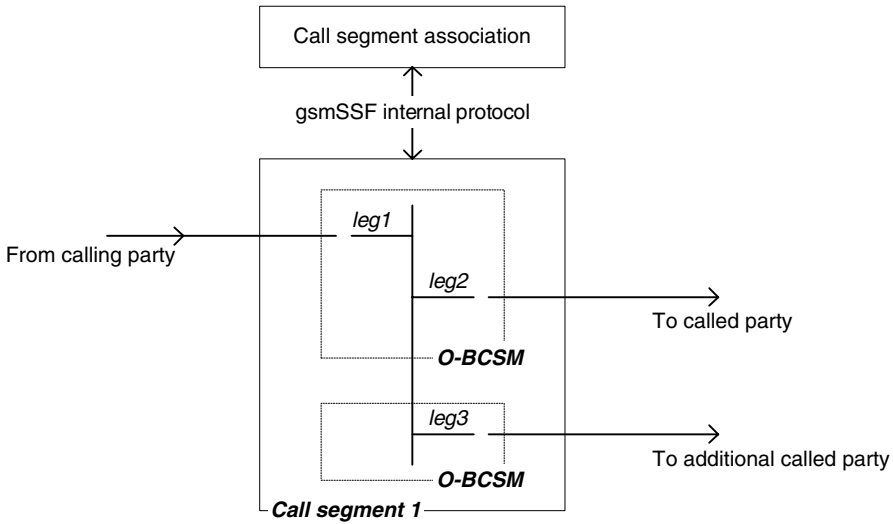 Call segment association
gsmSSF internal protocol
leg1
From calling party
leg2
To called party
O-BCSM
leg3
To additional called party
O-BCSM
Call segment 1